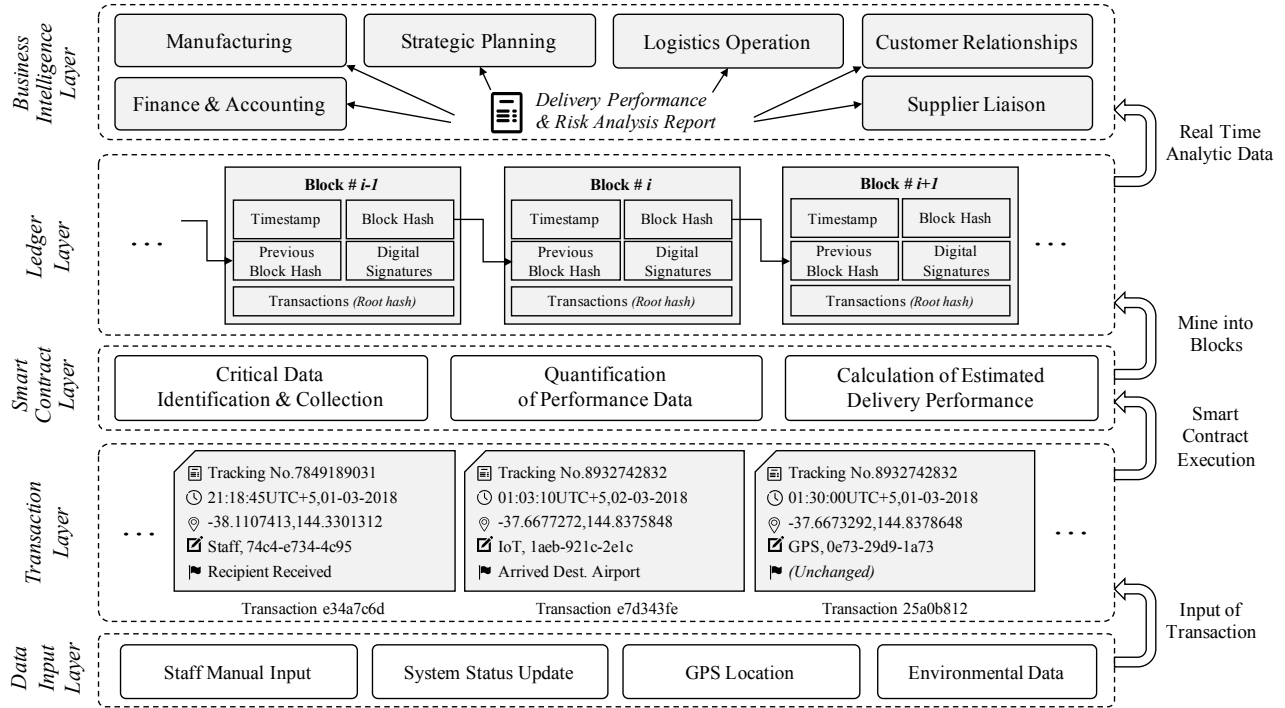 Business
Intelligence
Layer
Manufacturing
Strategic Planning
Logistics Operation
Customer Relationships
Finance & Accounting
Delivery Performance
& Risk Analysis Report
Supplier Liaison
Real Time
Analytic Data
Ledger
Layer
. . .
Block # i-1
Timestamp
Block Hash
Previous
Block Hash
Digital
Signatures
Transactions (Root hash)
Block # i
Timestamp
Block Hash
Previous
Block Hash
Digital
Signatures
Transactions (Root hash)
Block # i+1
Timestamp
Block Hash
Previous
Block Hash
Digital
Signatures
Transactions (Root hash)
. . .
Mine into
Blocks
Smart
Contract
Layer
Critical Data
Identification & Collection
Quantification
of Performance Data
Calculation of Estimated
Delivery Performance
Smart
Contract
Execution
Transaction
Layer
. . .
Tracking No.7849189031
21:18:45UTC+5,01-03-2018
-38.1107413,144.3301312
Staff, 74c4-e734-4c95
Recipient Received
Transaction e34a7c6d
Tracking No.8932742832
01:03:10UTC+5,02-03-2018
-37.6677272,144.8375848
IoT, 1aeb-921c-2e1c
Arrived Dest. Airport
Transaction e7d343fe
Tracking No.8932742832
01:30:00UTC+5,01-03-2018
-37.6673292,144.8378648
GPS, 0e73-29d9-1a73
(Unchanged)
Transaction 25a0b812
. . .
Input of
Transaction
Data
Input
Layer
Staff Manual Input
System Status Update
GPS Location
Environmental Data